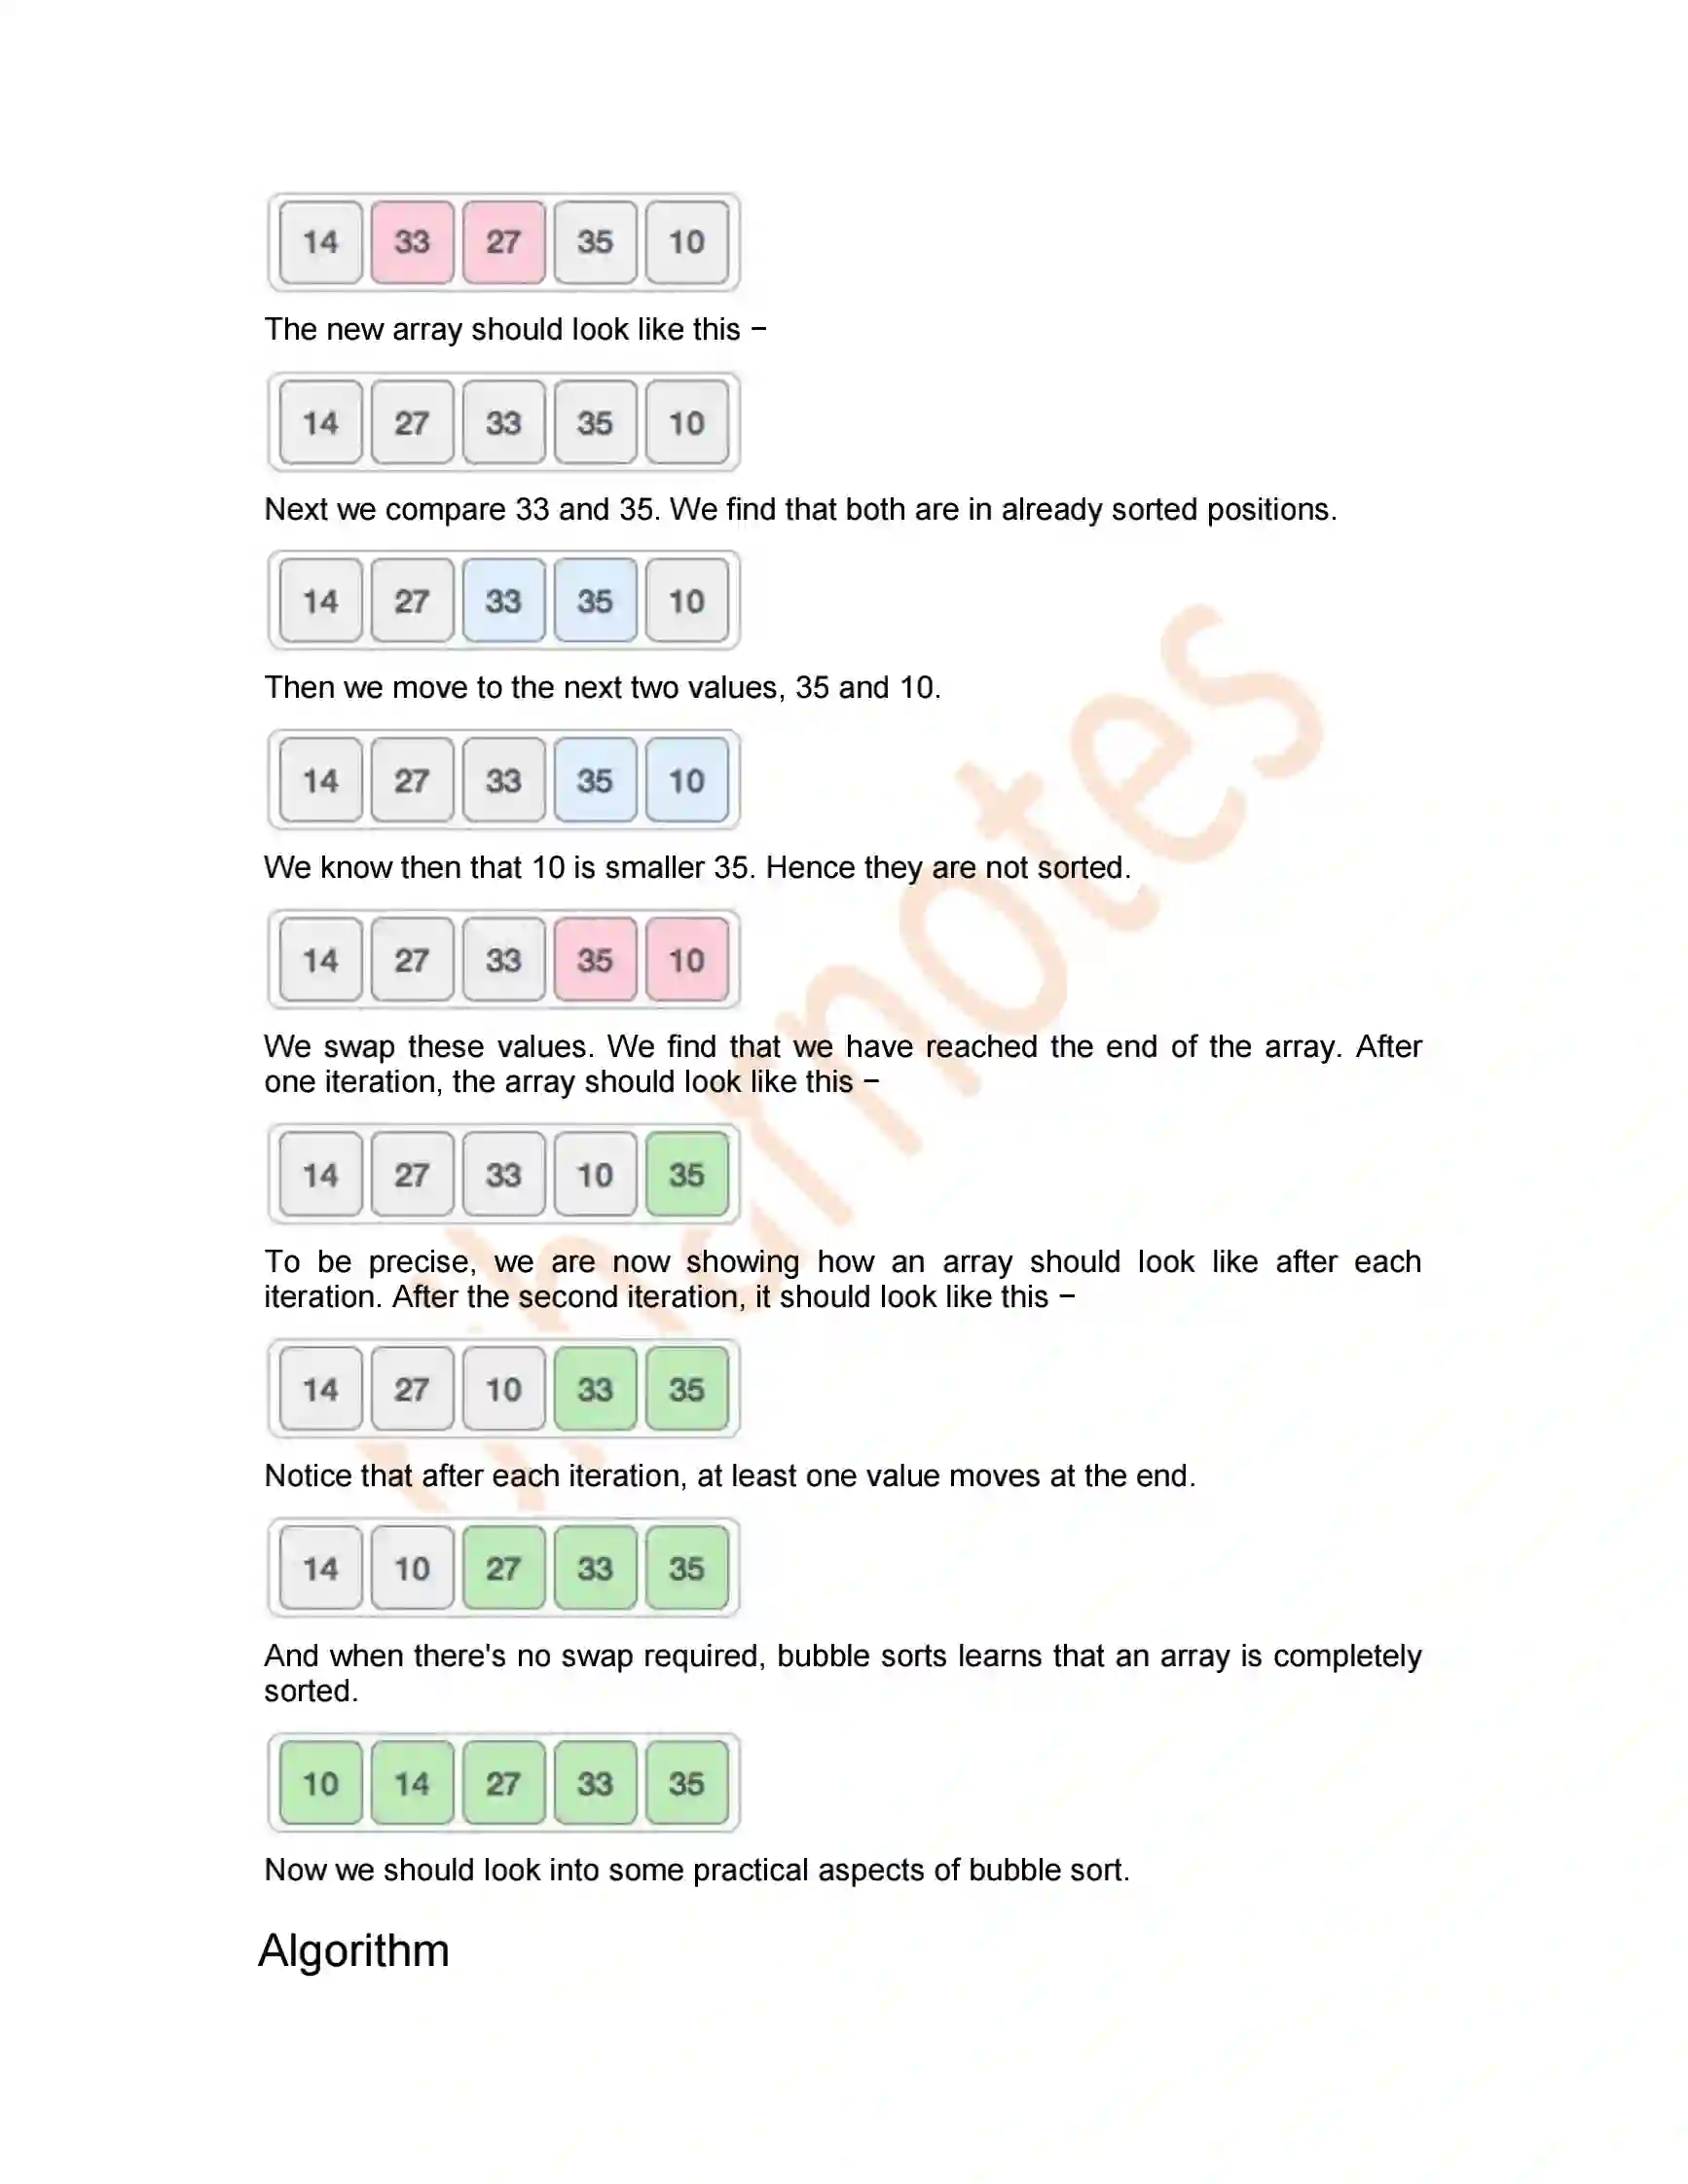 14 33 27 35 10
The new array should look like this −
14 27 33 35 10
Next we compare 33 and 35. We find that both are in already sorted positions.
14 27 33 35 10
Then we move to the next two values, 35 and 10.
14 27 33 35 10
We know then that 10 is smaller 35. Hence they are not sorted.
14 27 33 35 10
We swap these values. We find that we have reached the end of the array. After
one iteration, the array should look like this −
14 27 33 10 35
To be precise, we are now showing how an array should look like after each
iteration. After the second iteration, it should look like this −
14 27 10 33 35
Notice that after each iteration, at least one value moves at the end.
14 10 27 33 35
And when there's no swap required, bubble sorts learns that an array is completely
sorted.
10 14 27 33 35
Now we should look into some practical aspects of bubble sort.
Algorithm